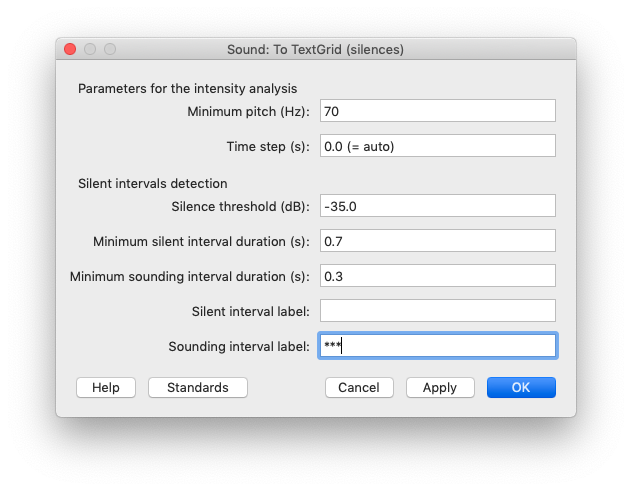 Sound: To TextGrid (silences)
Parameters for the intensity analysis
Minimum pitch (Hz): 70
Time step (s): 0.0 (= auto)
Silent intervals detection
Silence threshold (dB): -35.0
Minimum silent interval duration (s): 0.7
Minimum sounding interval duration (s): 0.3
Silent interval label:
Sounding interval label: ***
Help Standards Cancel Apply OK